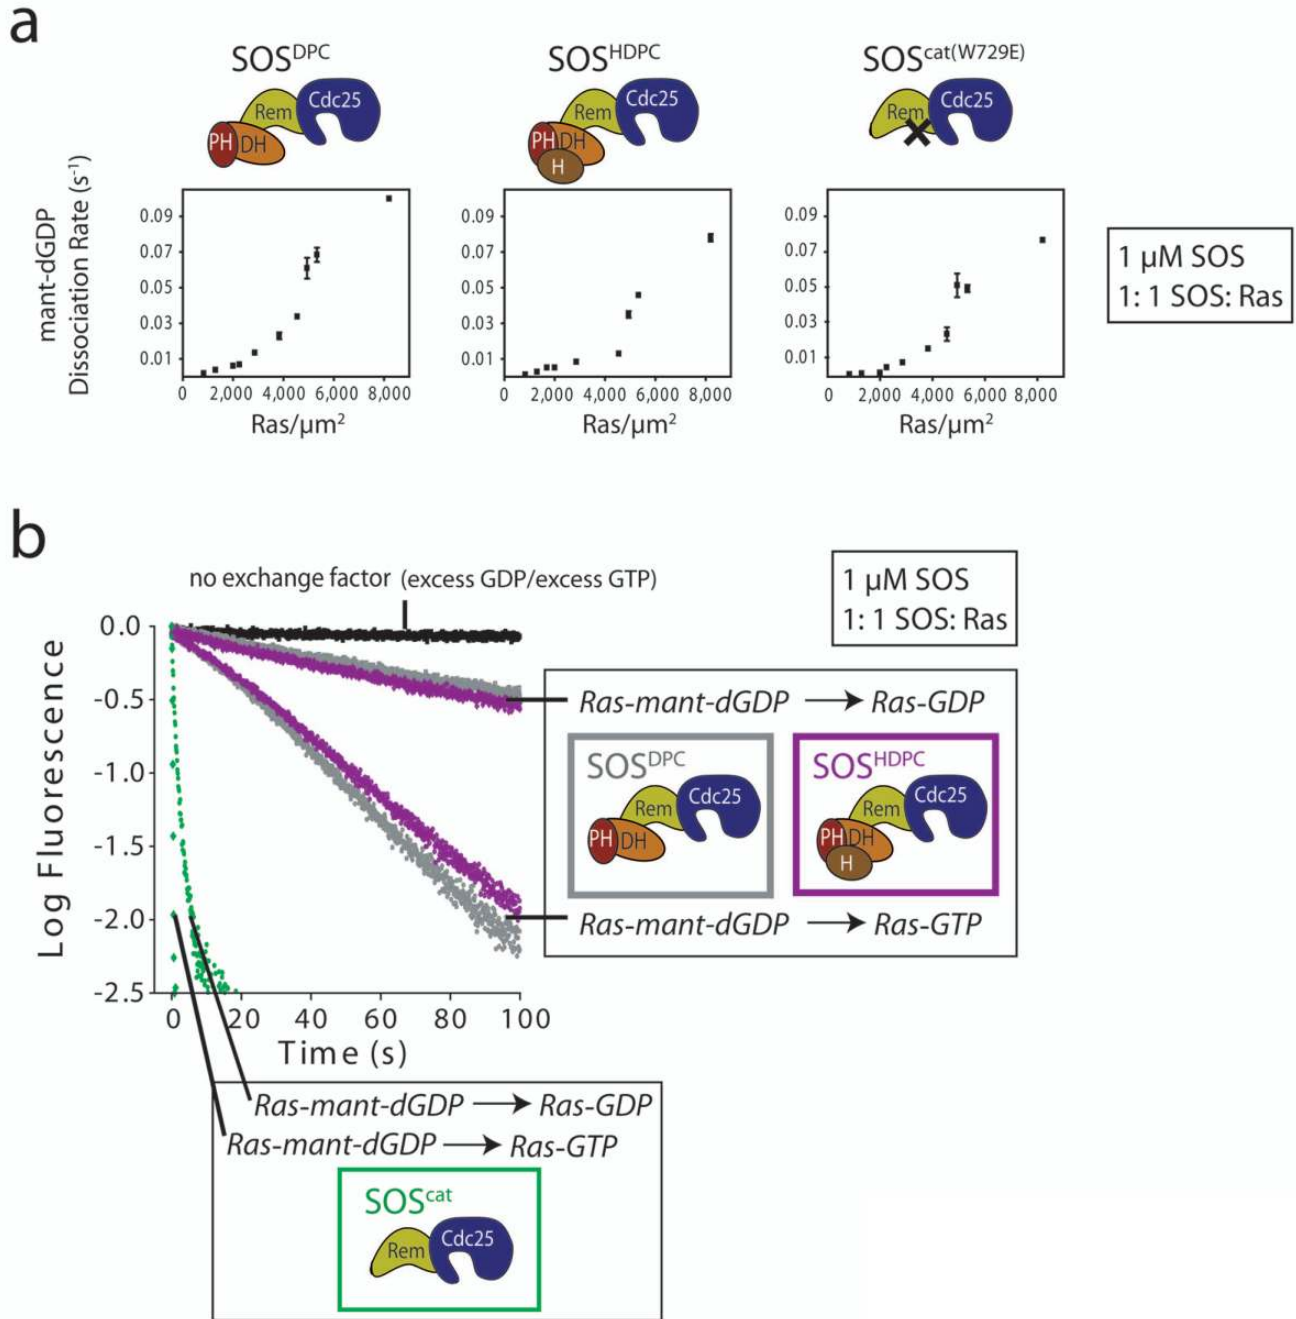 a
SOS^DPC
SOS^HDPC
SOS^cat(W729E)
Rem Cdc25
PH DH
Rem Cdc25
PH DH
H
Rem Cdc25
mant-dGDP
Dissociation Rate (s⁻¹)
0.09
0.07
0.05
0.03
0.01
0 2,000 4,000 6,000 8,000
Ras/µm²
0.09
0.07
0.05
0.03
0.01
0 2,000 4,000 6,000 8,000
Ras/µm²
0.09
0.07
0.05
0.03
0.01
0 2,000 4,000 6,000 8,000
Ras/µm²
1 µM SOS
1: 1 SOS: Ras
b
no exchange factor (excess GDP/excess GTP)
1 µM SOS
1: 1 SOS: Ras
Log Fluorescence
0.0
-0.5
-1.0
-1.5
-2.0
-2.5
0 20 40 60 80 100
Time (s)
Ras-mant-dGDP → Ras-GDP
SOS^DPC
Rem Cdc25
PH DH
SOS^HDPC
Rem Cdc25
PH DH
H
Ras-mant-dGDP → Ras-GTP
Ras-mant-dGDP → Ras-GDP
Ras-mant-dGDP → Ras-GTP
SOS^cat
Rem Cdc25